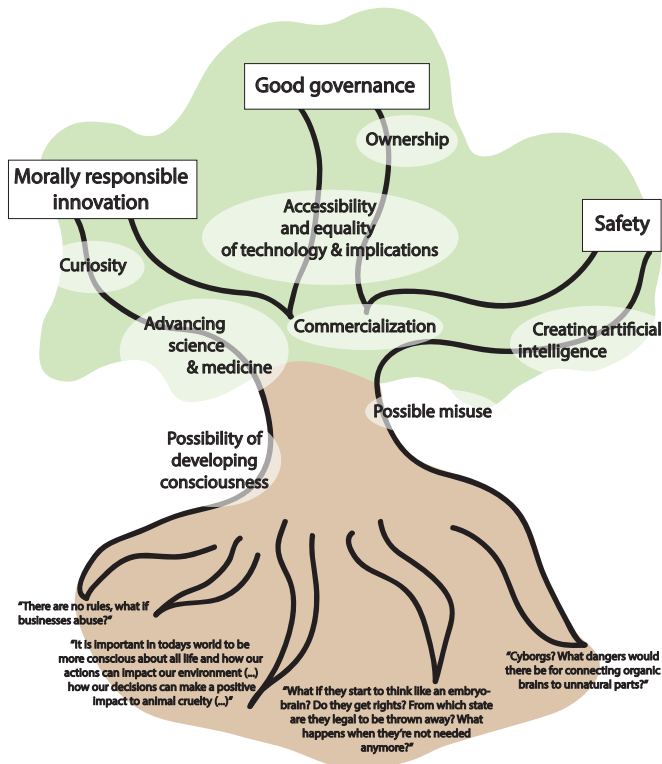 Good governance
Ownership
Morally responsible
innovation
Accessibility
and equality
of technology & implications
Safety
Curiosity
Advancing
science
& medicine
Commercialization
Creating artificial
intelligence
Possible misuse
Possibility of
developing
consciousness
“There are no rules, what if
businesses abuse?”
“It is important in todays world to be
more conscious about all life and how our
actions can impact our environment (...)
how our decisions can make a positive
impact to animal cruelty (...)”
“What if they start to think like an embryo-
brain? Do they get rights? From which state
are they legal to be thrown away? What
happens when they’re not needed
anymore?”
“Cyborgs? What dangers would
there be for connecting organic
brains to unnatural parts?”